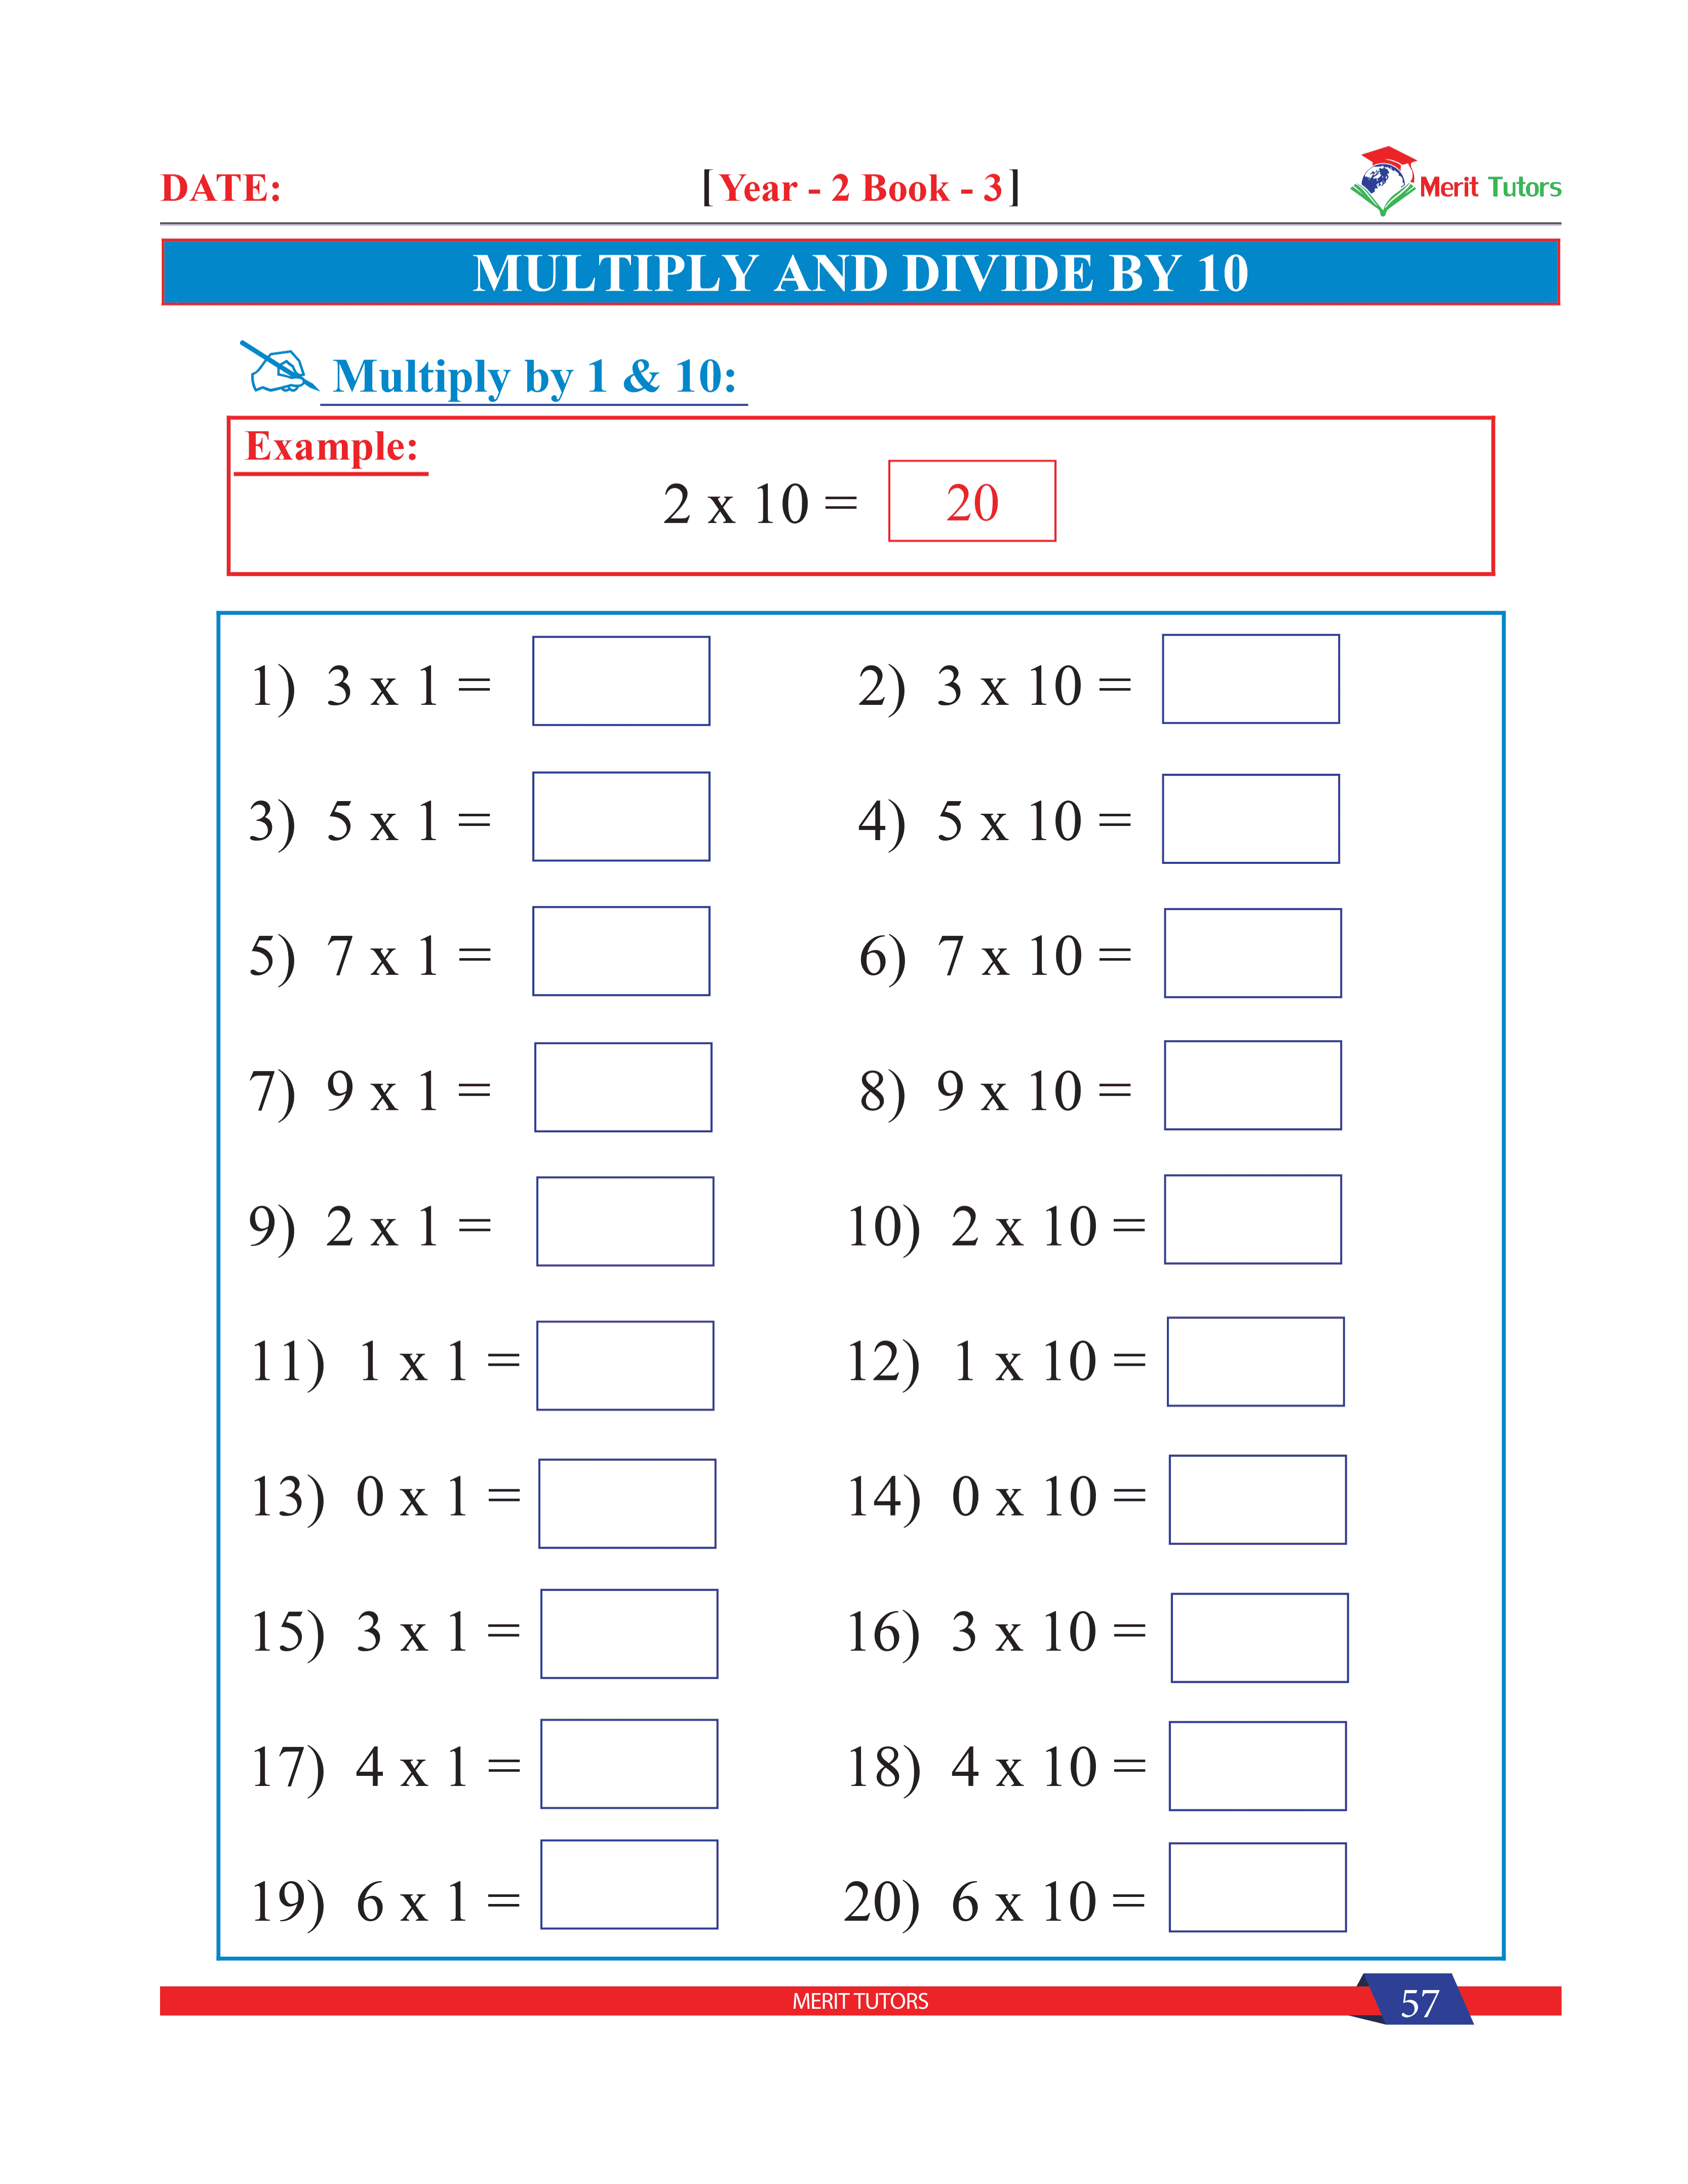 DATE:
[ Year - 2 Book - 3 ]
Merit Tutors
MULTIPLY AND DIVIDE BY 10
Multiply by 1 & 10:
Example:
2 x 10 = 20
1) 3 x 1 =
2) 3 x 10 =
3) 5 x 1 =
4) 5 x 10 =
5) 7 x 1 =
6) 7 x 10 =
7) 9 x 1 =
8) 9 x 10 =
9) 2 x 1 =
10) 2 x 10 =
11) 1 x 1 =
12) 1 x 10 =
13) 0 x 1 =
14) 0 x 10 =
15) 3 x 1 =
16) 3 x 10 =
17) 4 x 1 =
18) 4 x 10 =
19) 6 x 1 =
20) 6 x 10 =
MERIT TUTORS
57